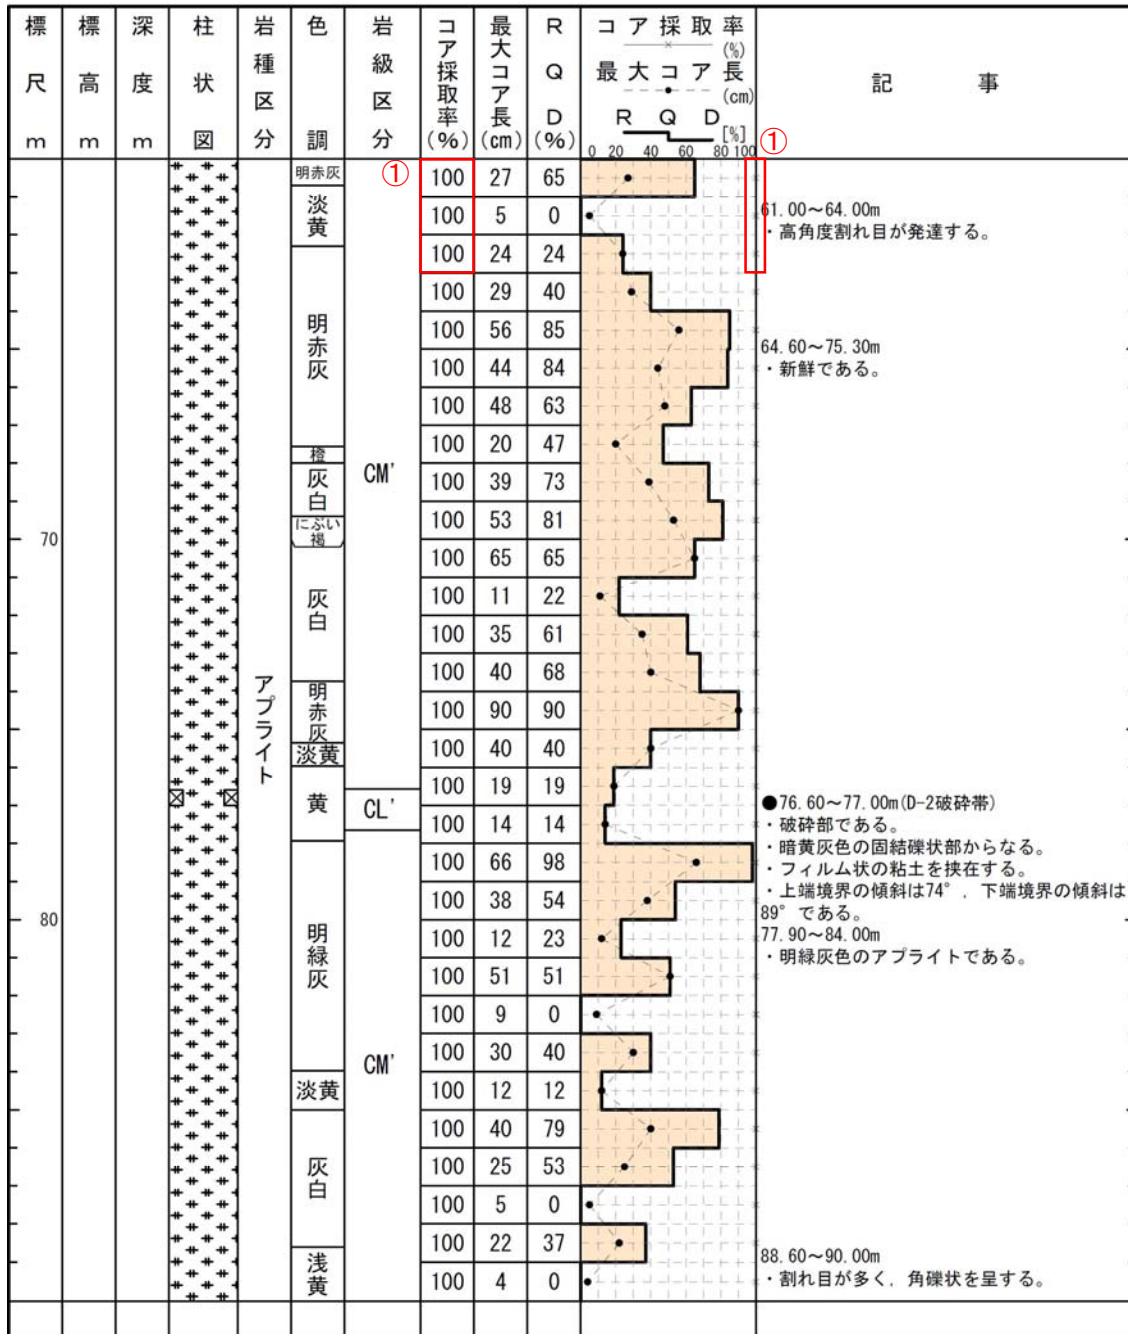 標尺m
標高m
深度m
柱状図
岩種区分
色調
岩級区分
コア採取率(%)
最大コア長(cm)
RQD(%)
コア採取率
(%)
最大コア長
(cm)
RQD
[%]
0 20 40 60 80 100
記事
①
①
明赤灰 100 27 65
淡黄 100 5 0
61.00~64.00m
・高角度割れ目が発達する。
100 24 24
明赤灰 100 29 40
100 56 85
64.60~75.30m
・新鮮である。
100 44 84
100 48 63
橙 100 20 47
灰白 CM' 100 39 73
にぶい褐 100 53 81
70
灰白 100 65 65
100 11 22
100 35 61
アプライト
100 40 68
明赤灰 100 90 90
淡黄 100 40 40
黄 100 19 19
CL' 100 14 14
●76.60~77.00m(D-2破砕帯)
・破砕部である。
・暗黄灰色の固結礫状部からなる。
・フィルム状の粘土を挟在する。
・上端境界の傾斜は74°,下端境界の傾斜は
89°である。
77.90~84.00m
・明緑灰色のアプライトである。
100 66 98
100 38 54
80
明緑灰 100 12 23
100 51 51
100 9 0
CM' 100 30 40
淡黄 100 12 12
100 40 79
灰白 100 25 53
100 5 0
100 22 37
浅黄 100 4 0
88.60~90.00m
・割れ目が多く,角礫状を呈する。